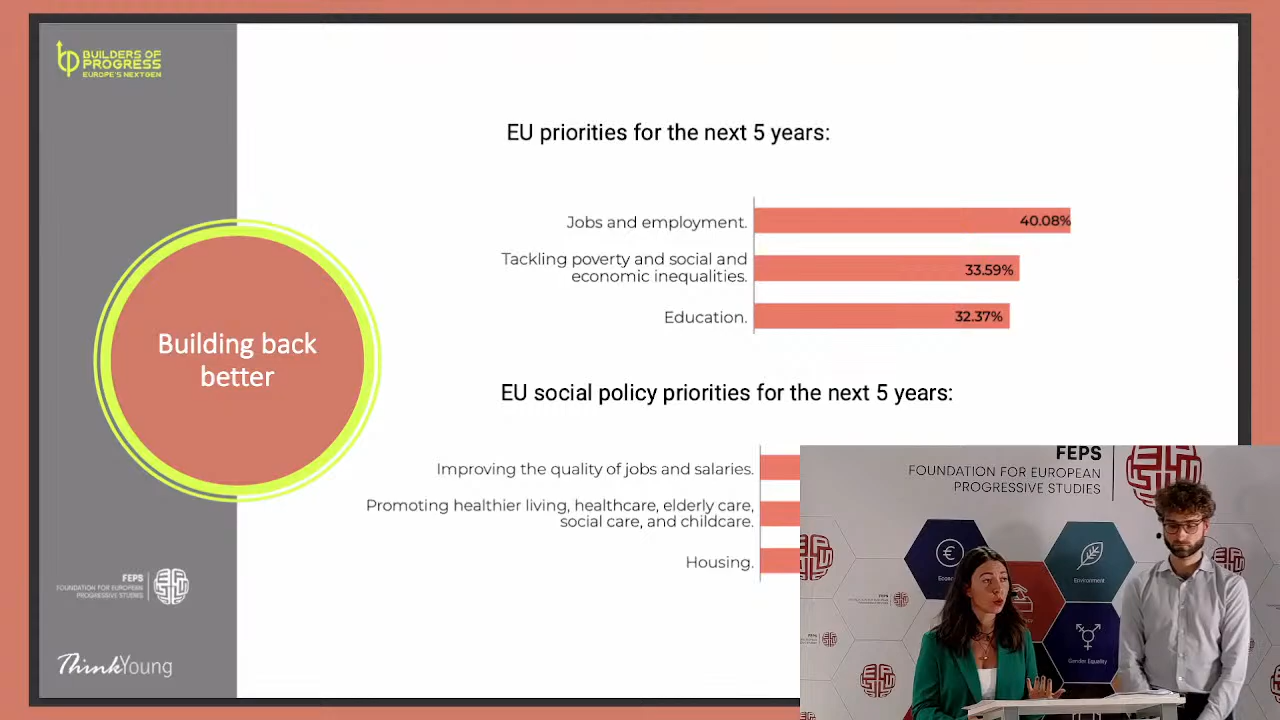 BUILDERS OF
PROGRESS
EUROPE'S NEXTGEN
EU priorities for the next 5 years:
Jobs and employment.
40.08%
Tackling poverty and social and
economic inequalities.
33.59%
Education.
32.37%
Building back
better
EU social policy priorities for the next 5 years:
Improving the quality of jobs and salaries.
Promoting healthier living, healthcare, elderly care,
social care, and childcare.
Housing.
FEPS
FOUNDATION FOR EUROPEAN
PROGRESSIVE STUDIES
ThinkYoung
FEPS
FOUNDATION FOR EUROPEAN
PROGRESSIVE STUDIES
Environment
Gender Equality
FEPS